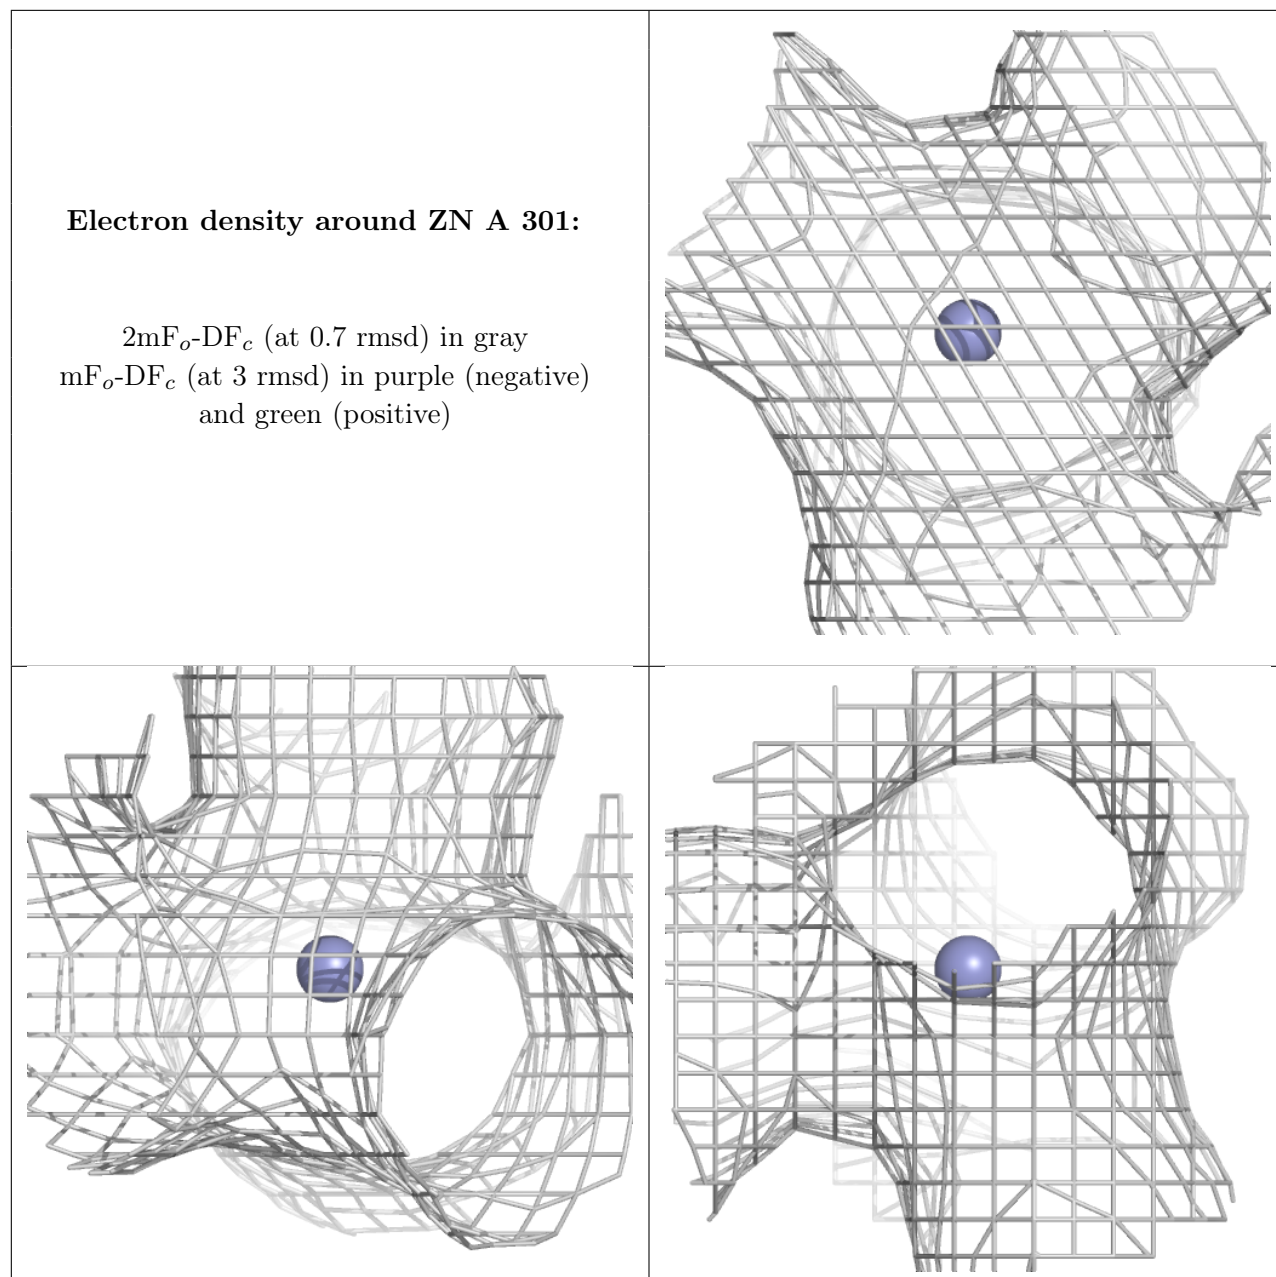 Electron density around ZN A 301:
2mFo-DFc (at 0.7 rmsd) in gray
mFo-DFc (at 3 rmsd) in purple (negative)
and green (positive)